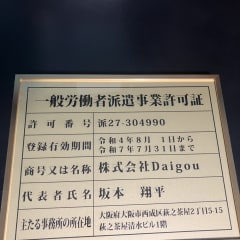 一般労働者派遣事業許可証
許可番号 派27-304990
登録有効期間 令和4年8月 1日から
令和7年7月31日まで
商号又は名称 株式会社Daigou
代表者氏名 坂本 翔平
主たる事務所の所在地 大阪府大阪市西成区萩之茶屋2丁目5-15
萩之茶屋清水ビル1階